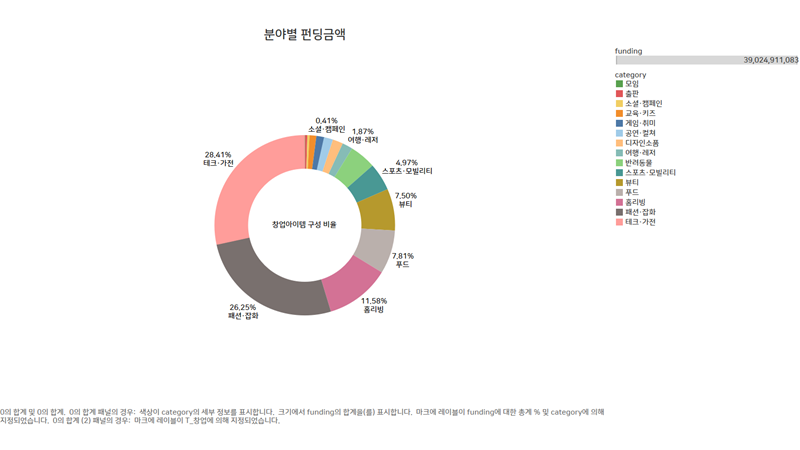 분야별 펀딩금액
funding
39,024,911,083
category
모임
출판
소셜·캠페인
교육·키즈
게임·취미
공연·컬쳐
디자인소품
여행·레저
반려동물
스포츠·모빌리티
뷰티
푸드
홈리빙
패션·잡화
테크·가전
0.41%
소셜·캠페인
1.87%
여행·레저
4.97%
스포츠·모빌리티
7.50%
뷰티
7.81%
푸드
11.58%
홈리빙
26.25%
패션·잡화
28.41%
테크·가전
창업아이템 구성 비율
0의 합계 및 0의 합계. 0의 합계 패널의 경우: 색상이 category의 세부 정보를 표시합니다. 크기에서 funding의 합계을(를) 표시합니다. 마크에 레이블이 funding에 대한 총계 % 및 category에 의해
지정되었습니다. 0의 합계 (2) 패널의 경우: 마크에 레이블이 T_창업에 의해 지정되었습니다.